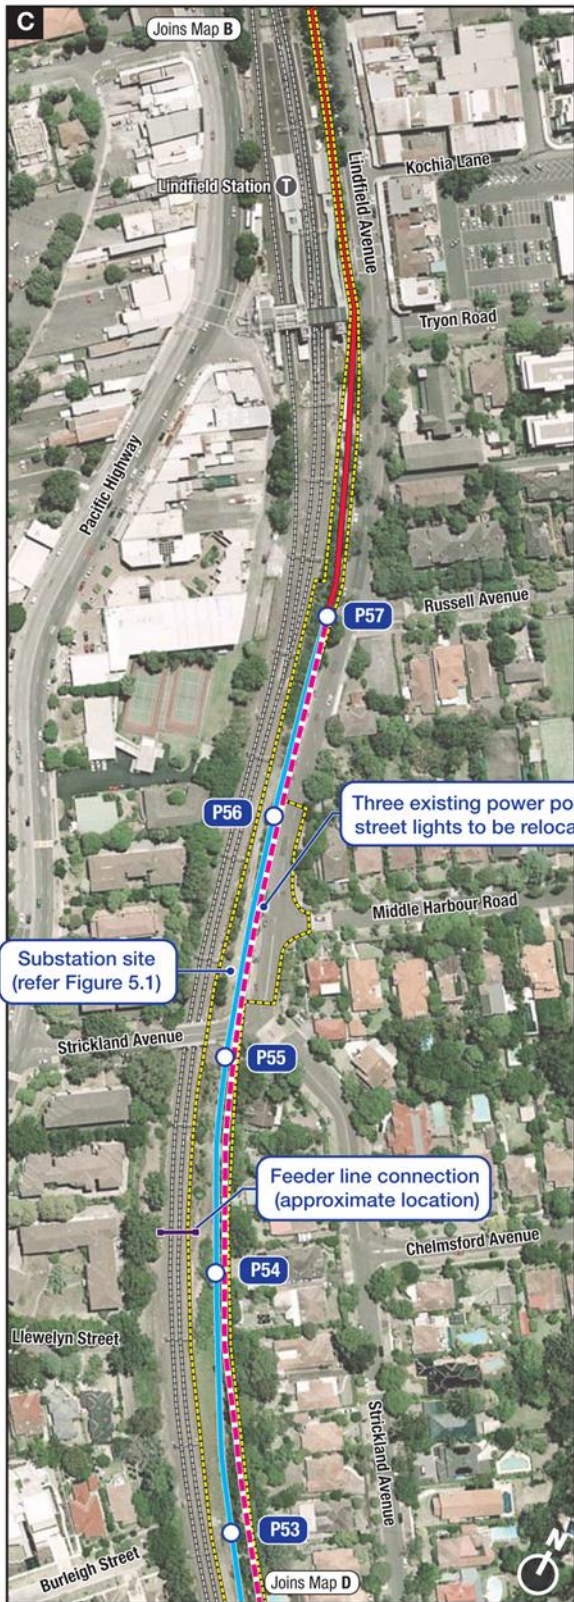 C
Joins Map B
Kochia Lane
Lindfield Station T
Lindfield Avenue
Tryon Road
Pacific Highway
Russell Avenue
P57
P56
Three existing power po
street lights to be reloca
Middle Harbour Road
Substation site
(refer Figure 5.1)
Strickland Avenue
P55
Feeder line connection
(approximate location)
Chelmsford Avenue
P54
Llewelyn Street
Strickland Avenue
P53
Burleigh Street
Joins Map D
N